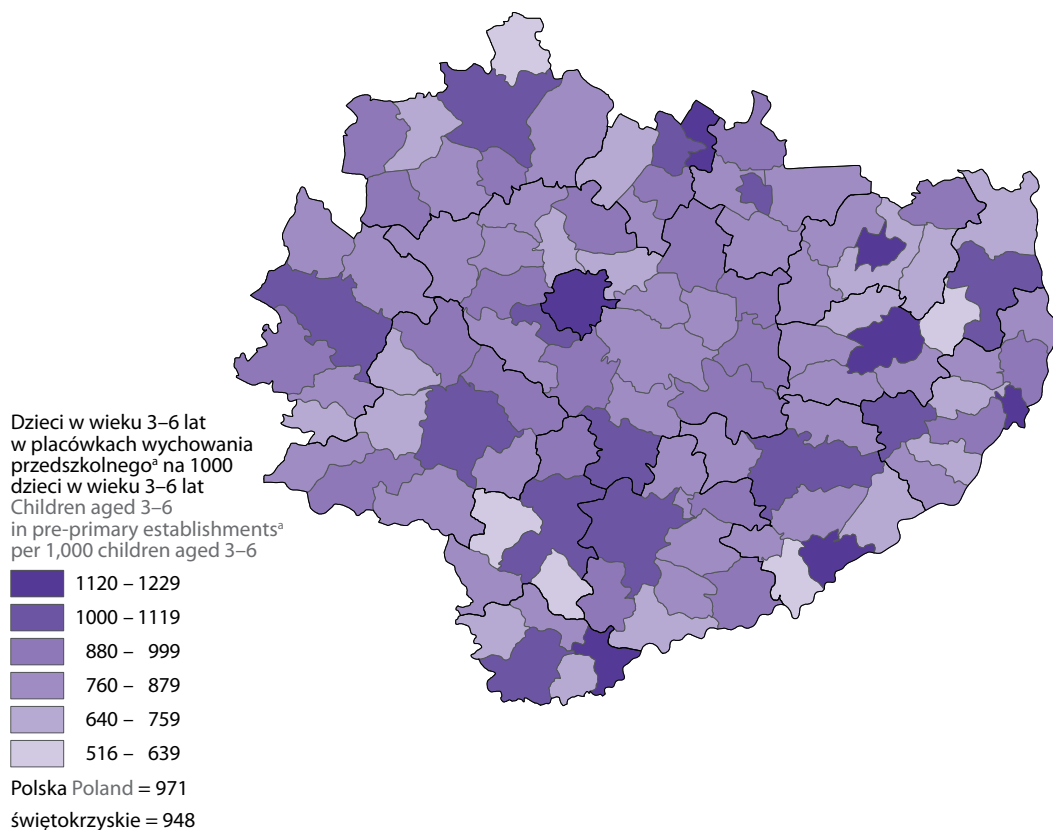 Dzieci w wieku 3–6 lat
w placówkach wychowania
przedszkolnegoᵃ na 1000
dzieci w wieku 3–6 lat
Children aged 3–6
in pre-primary establishmentsᵃ
per 1,000 children aged 3–6
1120 – 1229
1000 – 1119
880 – 999
760 – 879
640 – 759
516 – 639
Polska Poland = 971
świętokrzyskie = 948